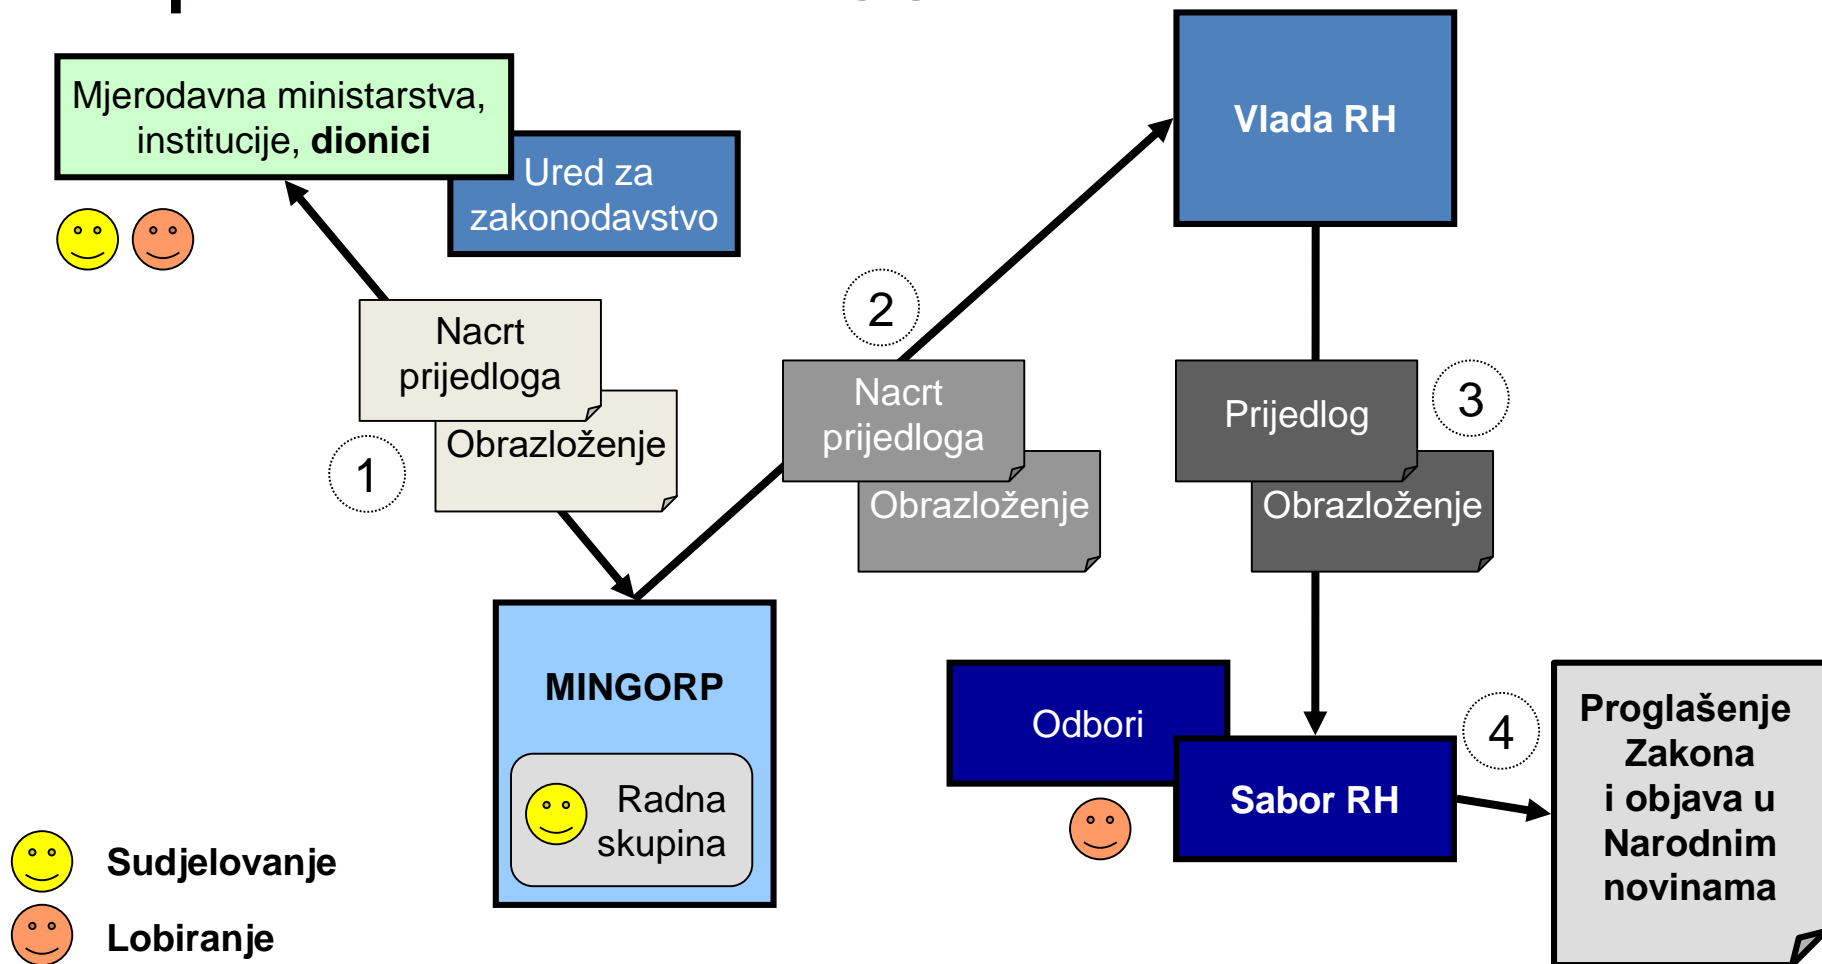 Mjerodavna ministarstva,
institucije, dionici
Ured za
zakonodavstvo
Vlada RH
Nacrt
prijedloga
Obrazloženje
1
2
Nacrt
prijedloga
Obrazloženje
Prijedlog
Obrazloženje
3
MINGORP
Radna
skupina
Odbori
Sabor RH
4
Proglašenje
Zakona
i objava u
Narodnim
novinama
Sudjelovanje
Lobiranje